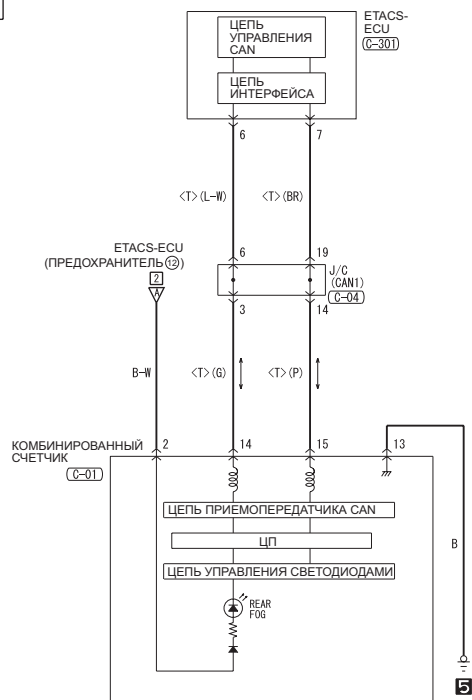 ЦЕПЬ
УПРАВЛЕНИЯ
CAN
ETACS-
ECU
C-301
ЦЕПЬ
ИНТЕРФЕЙСА
6 7
<T>(L-W) <T>(BR)
ETACS-ECU
(ПРЕДОХРАНИТЕЛЬ⑫)
2
A
6 19
J/C
(CAN1)
C-04
3 14
B-W <T>(G) <T>(P)
КОМБИНИРОВАННЫЙ
СЧЕТЧИК
C-01
2 14 15 13
ЦЕПЬ ПРИЕМОПЕРЕДАТЧИКА CAN
ЦП
ЦЕПЬ УПРАВЛЕНИЯ СВЕТОДИОДАМИ
B
REAR
FOG
5